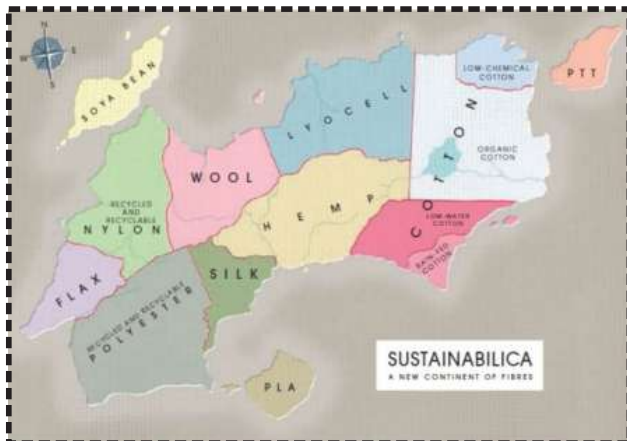 N
W E
S
SOYA BEAN
LYOCELL
LOW-CHEMICAL
COTTON
PTT
COTTON
ORGANIC
COTTON
WOOL
RECYCLED
AND
RECYCLABLE
NYLON
HEMP
LOW-WATER
COTTON
RAIN-FED
COTTON
FLAX
SILK
RECYCLED AND RECYCLABLE
POLYESTER
PLA
SUSTAINABILICA
A NEW CONTINENT OF FIBRES